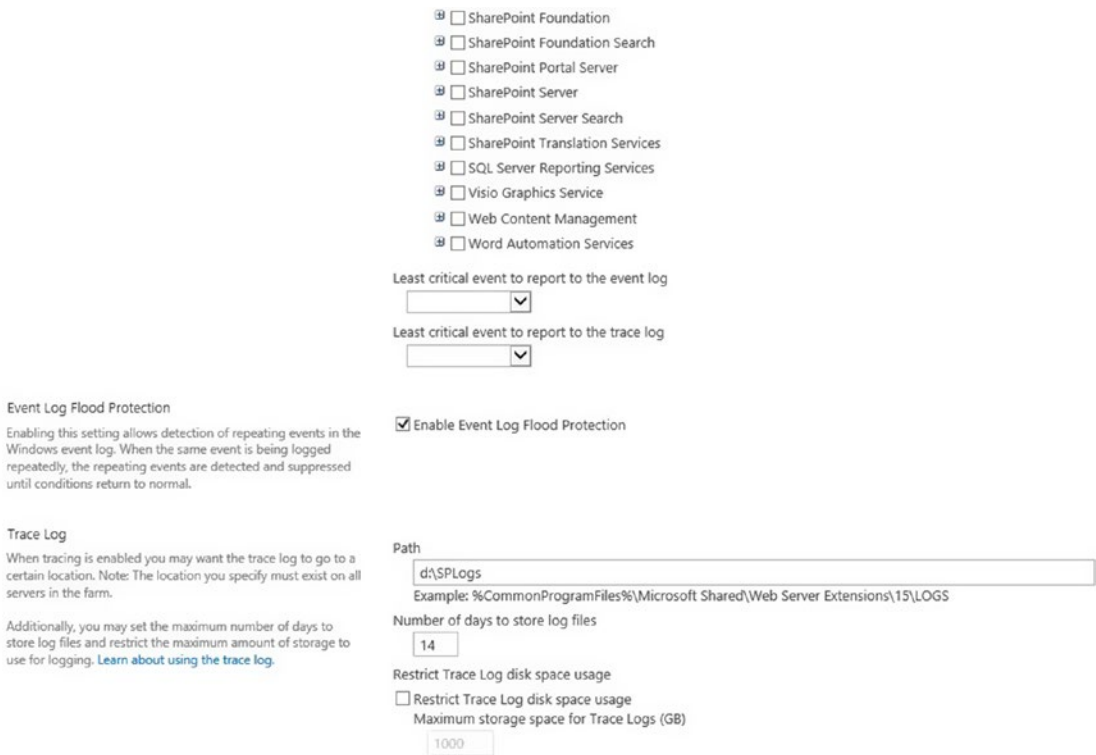 SharePoint Foundation
SharePoint Foundation Search
SharePoint Portal Server
SharePoint Server
SharePoint Server Search
SharePoint Translation Services
SQL Server Reporting Services
Visio Graphics Service
Web Content Management
Word Automation Services
Least critical event to report to the event log
Least critical event to report to the trace log
Event Log Flood Protection
Enabling this setting allows detection of repeating events in the
Windows event log. When the same event is being logged
repeatedly, the repeating events are detected and suppressed
until conditions return to normal.
Enable Event Log Flood Protection
Trace Log
When tracing is enabled you may want the trace log to go to a
certain location. Note: The location you specify must exist on all
servers in the farm.
Additionally, you may set the maximum number of days to
store log files and restrict the maximum amount of storage to
use for logging. Learn about using the trace log.
Path
d:\SPLogs
Example: %CommonProgramFiles%\Microsoft Shared\Web Server Extensions\15\LOGS
Number of days to store log files
14
Restrict Trace Log disk space usage
Restrict Trace Log disk space usage
Maximum storage space for Trace Logs (GB)
1000